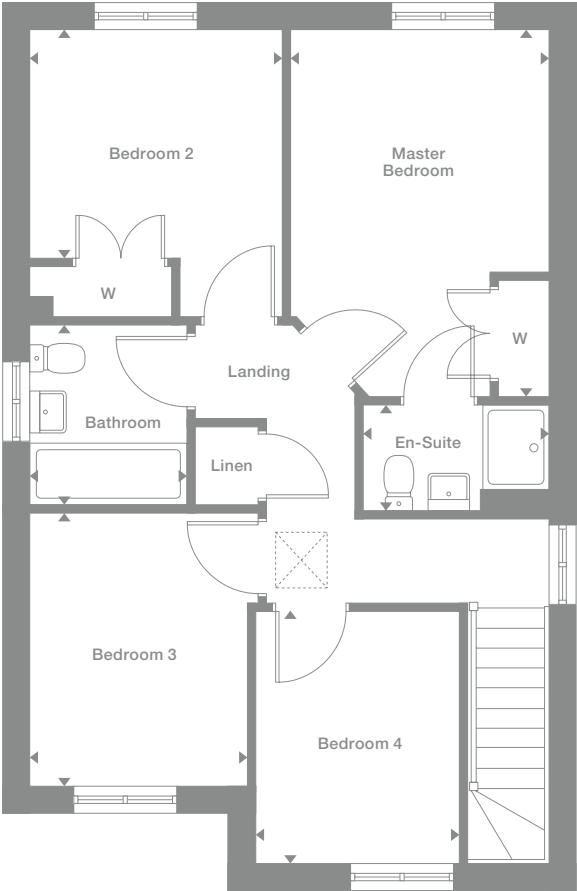 Bedroom 2
Master
Bedroom
W
W
Landing
Bathroom
En-Suite
Linen
Bedroom 3
Bedroom 4